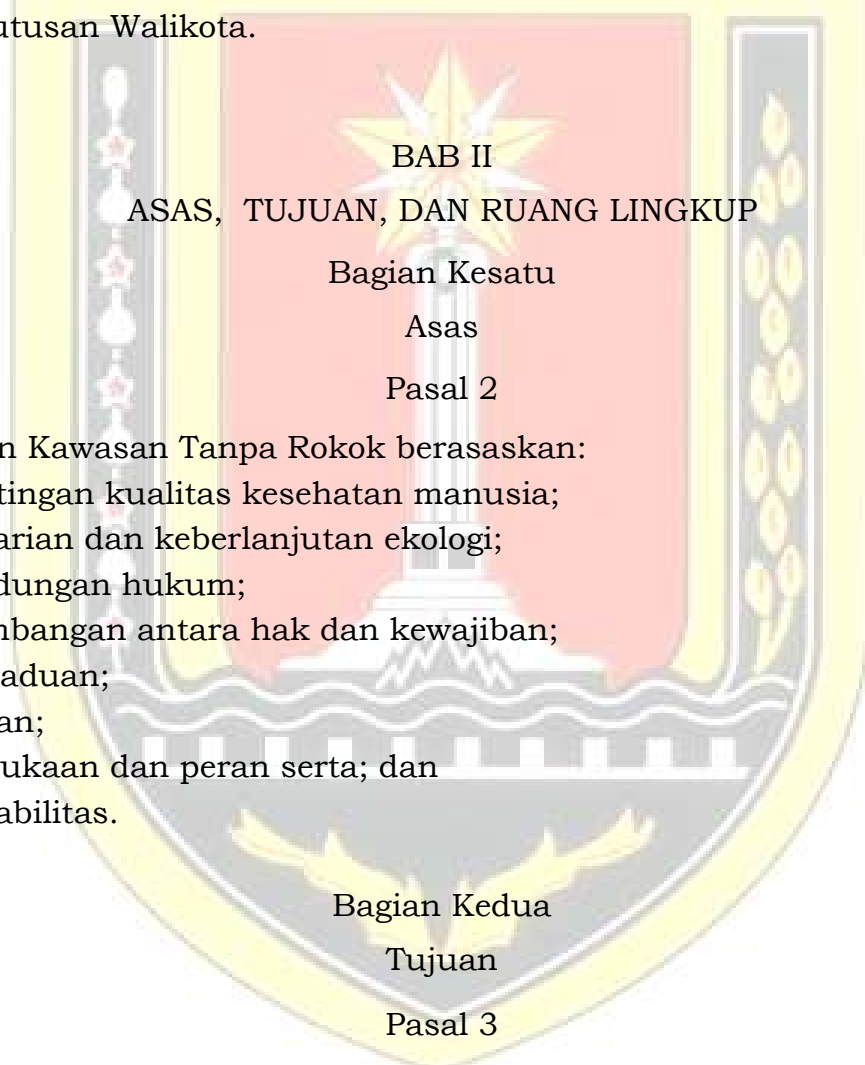 utusan Walikota.
BAB II
ASAS, TUJUAN, DAN RUANG LINGKUP
Bagian Kesatu
Asas
Pasal 2
n Kawasan Tanpa Rokok berasaskan:
tingan kualitas kesehatan manusia;
arian dan keberlanjutan ekologi;
dungan hukum;
mbangan antara hak dan kewajiban;
aduan;
an;
ukaan dan peran serta; dan
abilitas.
Bagian Kedua
Tujuan
Pasal 3